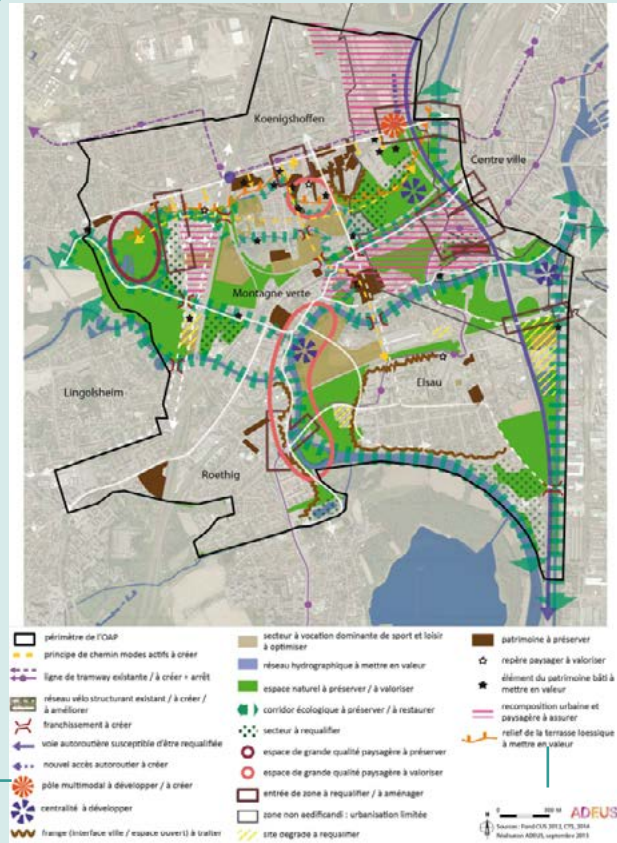 Koenigshoffen
Centre ville
Montagne verte
Elsau
Lingolsheim
Roethig
périmètre de l'OAP
principe de chemin modes actifs à créer
ligne de tramway existante / à créer + arrêt
réseau vélo structurant existant / à créer /
à améliorer
franchissement à créer
voie autoroutière susceptible d'être requalifiée
nouvel accès autoroutier à créer
pôle multimodal à développer / à créer
centralité à développer
frange (interface ville / espace ouvert) à traiter
secteur à vocation dominante de sport et loisir
à optimiser
réseau hydrographique à mettre en valeur
espace naturel à préserver / à valoriser
corridor écologique à préserver / à restaurer
secteur à requalifier
espace de grande qualité paysagère à préserver
espace de grande qualité paysagère à valoriser
entrée de zone à requalifier / à aménager
zone non aedificandi : urbanisation limitée
site dégradé à requalifier
patrimoine à préserver
repère paysager à valoriser
élément du patrimoine bâti à
mettre en valeur
recomposition urbaine et
paysagère à assurer
relief de la terrasse loessique
à mettre en valeur
0 300 M
ADEUS
N
Réalisation ADEUS, septembre 2015